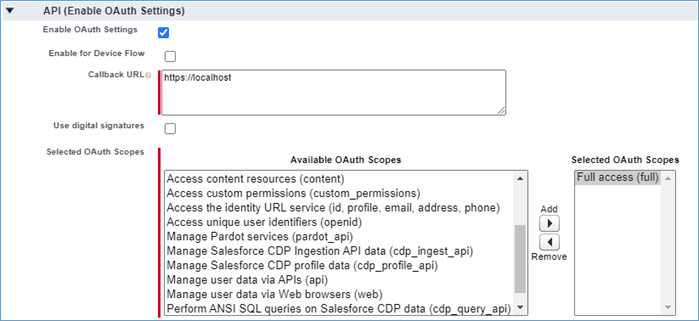 API (Enable OAuth Settings)
Enable OAuth Settings
Enable for Device Flow
Callback URL
https://localhost
Use digital signatures
Selected OAuth Scopes
Available OAuth Scopes
Access content resources (content)
Access custom permissions (custom_permissions)
Access the identity URL service (id, profile, email, address, phone)
Access unique user identifiers (openid)
Manage Pardot services (pardot_api)
Manage Salesforce CDP Ingestion API data (cdp_ingest_api)
Manage Salesforce CDP profile data (cdp_profile_api)
Manage user data via APIs (api)
Manage user data via Web browsers (web)
Perform ANSI SQL queries on Salesforce CDP data (cdp_query_api)
Add
Remove
Selected OAuth Scopes
Full access (full)